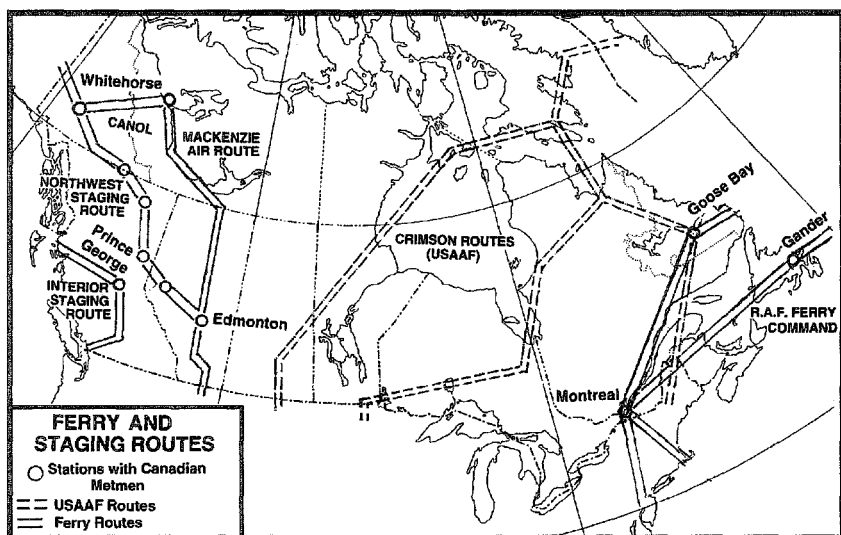 Whitehorse
CANOL
MACKENZIE
AIR ROUTE
NORTHWEST
STAGING
ROUTE
Prince
George
INTERIOR
STAGING
ROUTE
Edmonton
CRIMSON ROUTES
(USAAF)
Goose Bay
Gander
R.A.F. FERRY
COMMAND
Montreal
FERRY AND
STAGING ROUTES
Stations with Canadian
Metmen
USAAF Routes
Ferry Routes